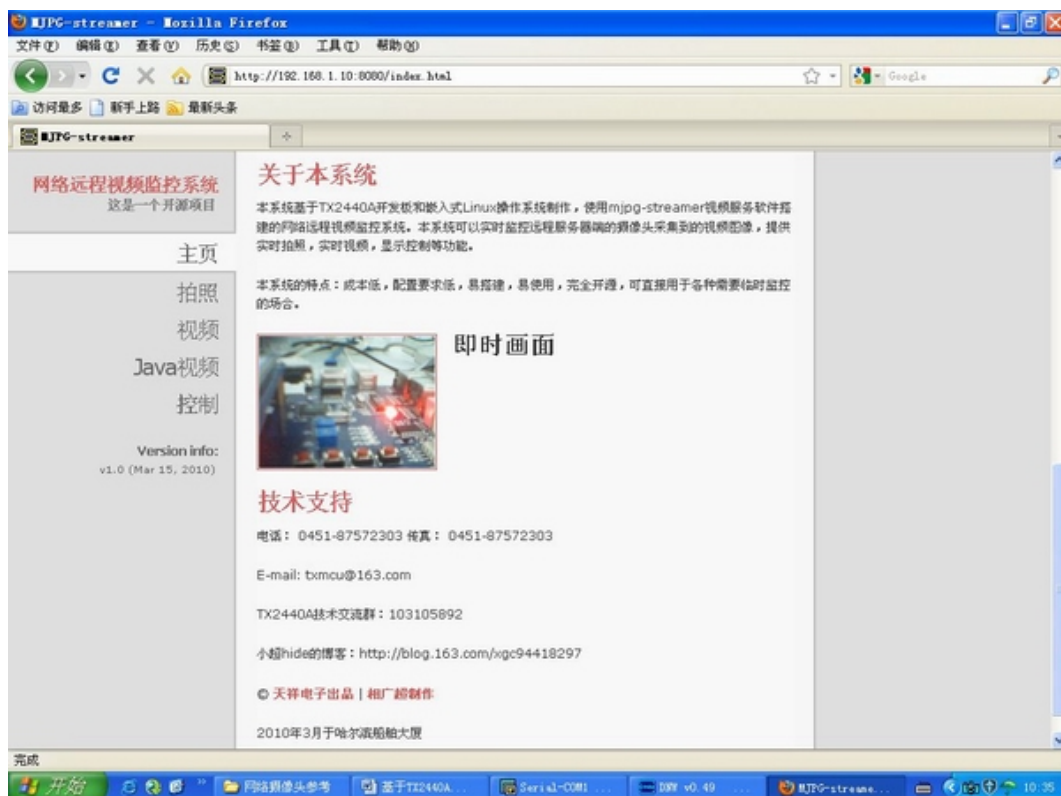 MJPG-streamer - Mozilla Firefox
文件(F) 编辑(E) 查看(V) 历史(S) 书签(B) 工具(T) 帮助(H)
http://192.168.1.10:8080/index.html
Google
访问最多 新手上路 最新头条
MJPG-streamer
网络远程视频监控系统
这是一个开源项目
主页
拍照
视频
Java视频
控制
Version info:
v1.0 (Mar 15, 2010)
关于本系统
本系统基于TX2440A开发板和嵌入式Linux操作系统制作，使用mjpg-streamer视频服务软件搭
建的网络远程视频监控系统。本系统可以实时监控远程服务器端的摄像头采集到的视频图像，提供
实时拍照，实时视频，显示控制等功能。
本系统的特点：成本低，配置要求低，易搭建，易使用，完全开源，可直接用于各种需要临时监控
的场合。
即时画面
技术支持
电话： 0451-87572303 传真： 0451-87572303
E-mail: txmcu@163.com
TX2440A技术交流群：103105892
小超hide的博客：http://blog.163.com/xgc94418297
© 天祥电子出品 | 相广超制作
2010年3月于哈尔滨船舶大厦
完成
开始 网络摄像头参考 基于TX2440A... Serial-COM1 ... DNW v0.49 ... MJPG-streame... 10:35